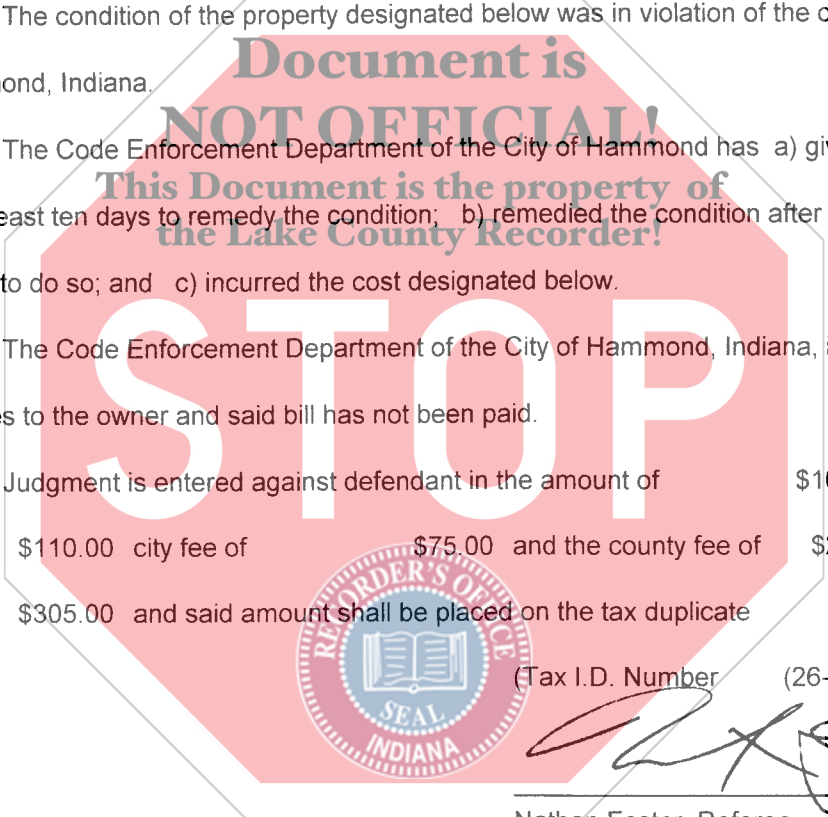 The condition of the property designated below was in violation of the c
Document is
ond, Indiana.
NOT OFFICIAL!
The Code Enforcement Department of the City of Hammond has a) gi
This Document is the property of
east ten days to remedy the condition; b) remedied the condition after
the Lake County Recorder!
to do so; and c) incurred the cost designated below.
STOP
The Code Enforcement Department of the City of Hammond, Indiana,
s to the owner and said bill has not been paid.
Judgment is entered against defendant in the amount of $1
$110.00 city fee of $75.00 and the county fee of $
$305.00 and said amount shall be placed on the tax duplicate
RECORDER'S OFFICE
(Tax I.D. Number (26-
SEAL
INDIANA